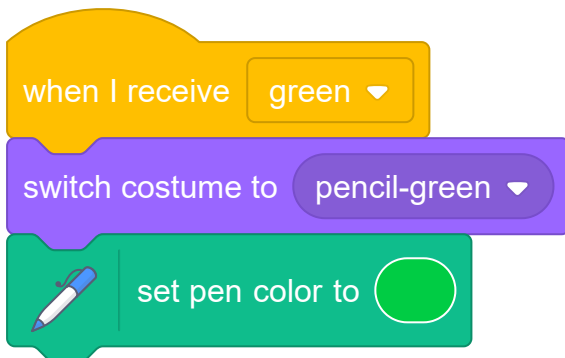 when I receive green
switch costume to pencil-green
set pen color to